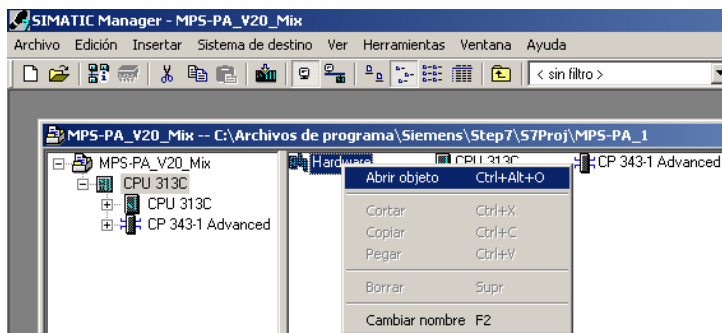 SIMATIC Manager - MPS-PA_V20_Mix
Archivo Edición Insertar Sistema de destino Ver Herramientas Ventana Ayuda
< sin filtro >
MPS-PA_V20_Mix -- C:\Archivos de programa\Siemens\Step7\S7Proj\MPS-PA_1
MPS-PA_V20_Mix
CPU 313C
CPU 313C
CP 343-1 Advanced
Hardware CPU 313C CP 343-1 Advanced
Abrir objeto Ctrl+Alt+O
Cortar Ctrl+X
Copiar Ctrl+C
Pegar Ctrl+V
Borrar Supr
Cambiar nombre F2